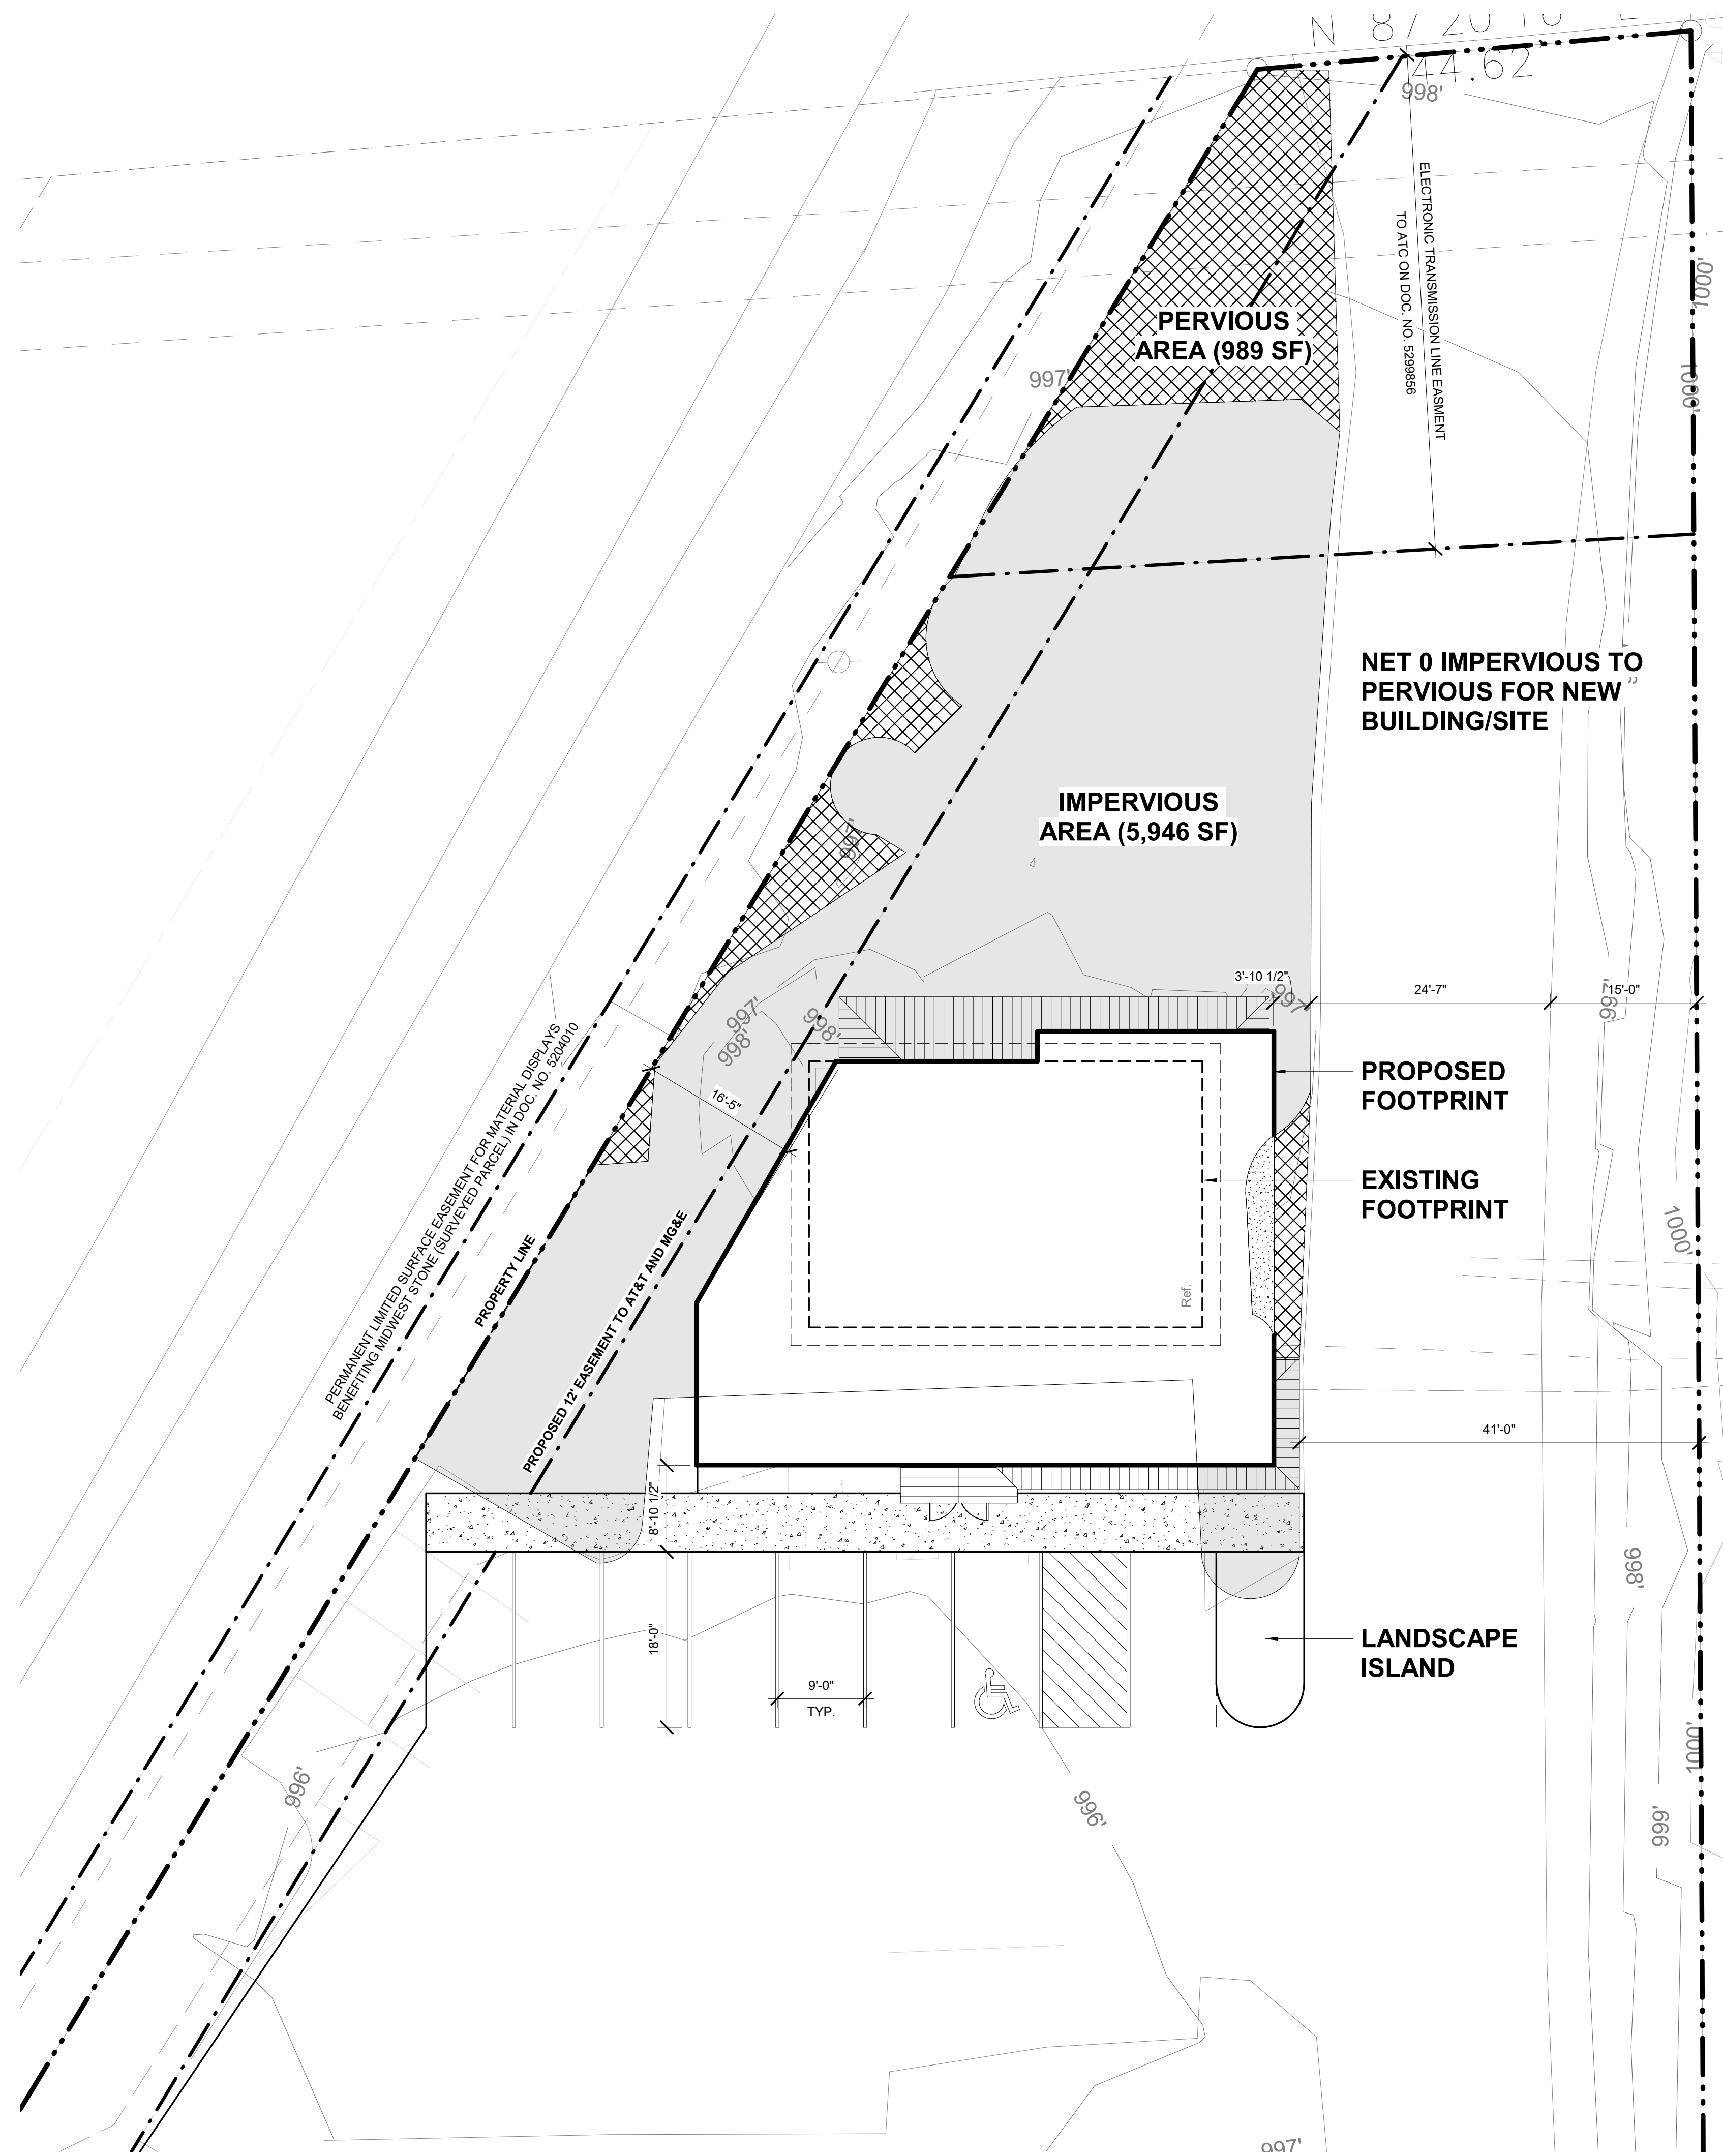 44.62'
998'
ELECTRONIC TRANSMISSION LINE EASMENT
TO ATC ON DOC. NO. 5299856
1000'
PERVIOUS
AREA (989 SF)
997'
1000'
NET 0 IMPERVIOUS TO
PERVIOUS FOR NEW
BUILDING/SITE
IMPERVIOUS
AREA (5,946 SF)
997'
3'-10 1/2"
24'-7"
15'-0"
997'
997'
997'
998'
998'
PROPOSED
FOOTPRINT
16'-5"
EXISTING
FOOTPRINT
PERMANENT LIMITED SURFACE EASEMENT FOR MATERIAL DISPLAYS
BENEFITING MIDWEST STONE (SURVEYED PARCEL) IN DOC. NO. 5204010
PROPERTY LINE
PROPOSED 12' EASEMENT TO AT&T AND MG&E
Ref.
1000'
41'-0"
8'-10 1/2"
998'
18'-0"
LANDSCAPE
ISLAND
9'-0"
TYP.
1000'
996'
996'
999'
997'